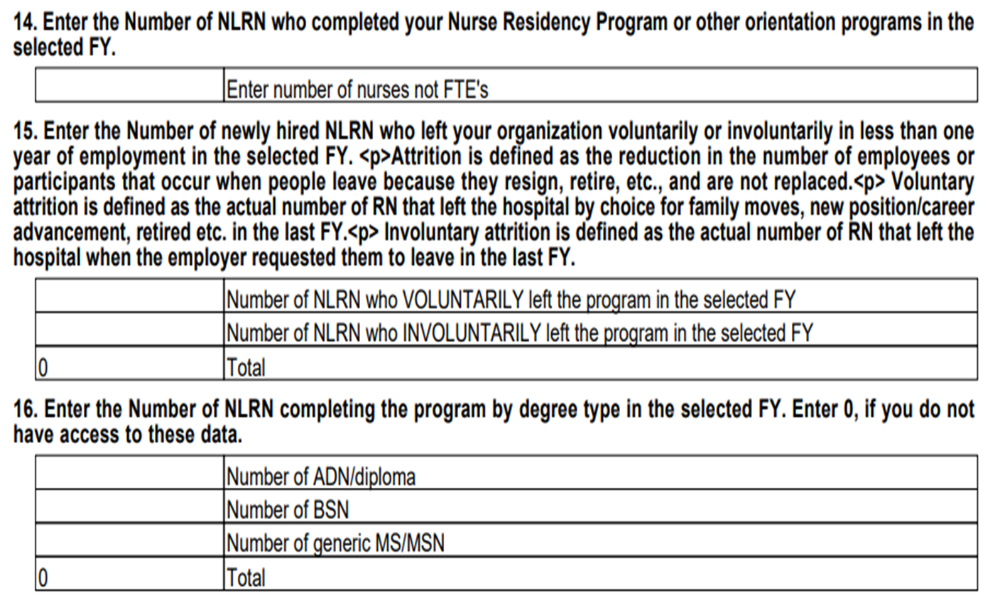 14. Enter the Number of NLRN who completed your Nurse Residency Program or other orientation programs in the
selected FY.
Enter number of nurses not FTE's
15. Enter the Number of newly hired NLRN who left your organization voluntarily or involuntarily in less than one
year of employment in the selected FY. <p>Attrition is defined as the reduction in the number of employees or
participants that occur when people leave because they resign, retire, etc., and are not replaced.<p> Voluntary
attrition is defined as the actual number of RN that left the hospital by choice for family moves, new position/career
advancement, retired etc. in the last FY.<p> Involuntary attrition is defined as the actual number of RN that left the
hospital when the employer requested them to leave in the last FY.
Number of NLRN who VOLUNTARILY left the program in the selected FY
Number of NLRN who INVOLUNTARILY left the program in the selected FY
0 Total
16. Enter the Number of NLRN completing the program by degree type in the selected FY. Enter 0, if you do not
have access to these data.
Number of ADN/diploma
Number of BSN
Number of generic MS/MSN
0 Total